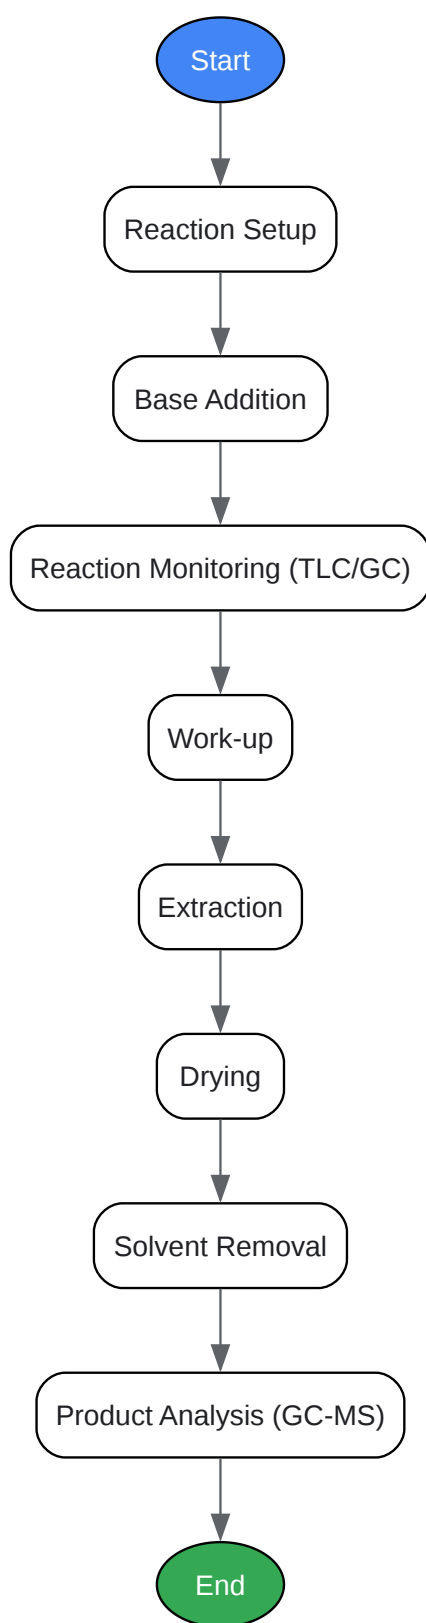 Start
Reaction Setup
Base Addition
Reaction Monitoring (TLC/GC)
Work-up
Extraction
Drying
Solvent Removal
Product Analysis (GC-MS)
End